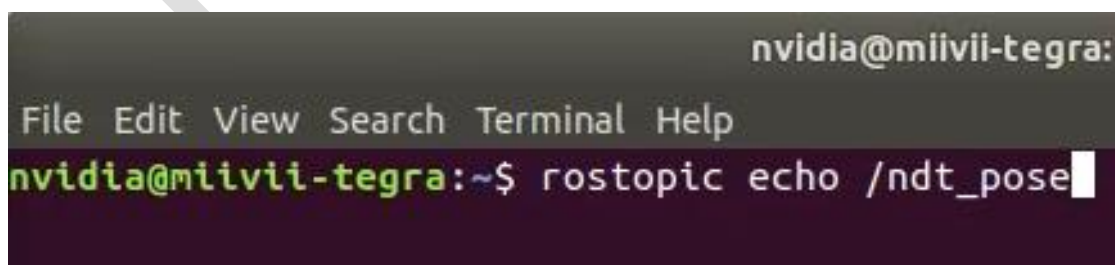 nvidia@miivii-tegra:
File Edit View Search Terminal Help
nvidia@miivii-tegra:~$ rostopic echo /ndt_pose